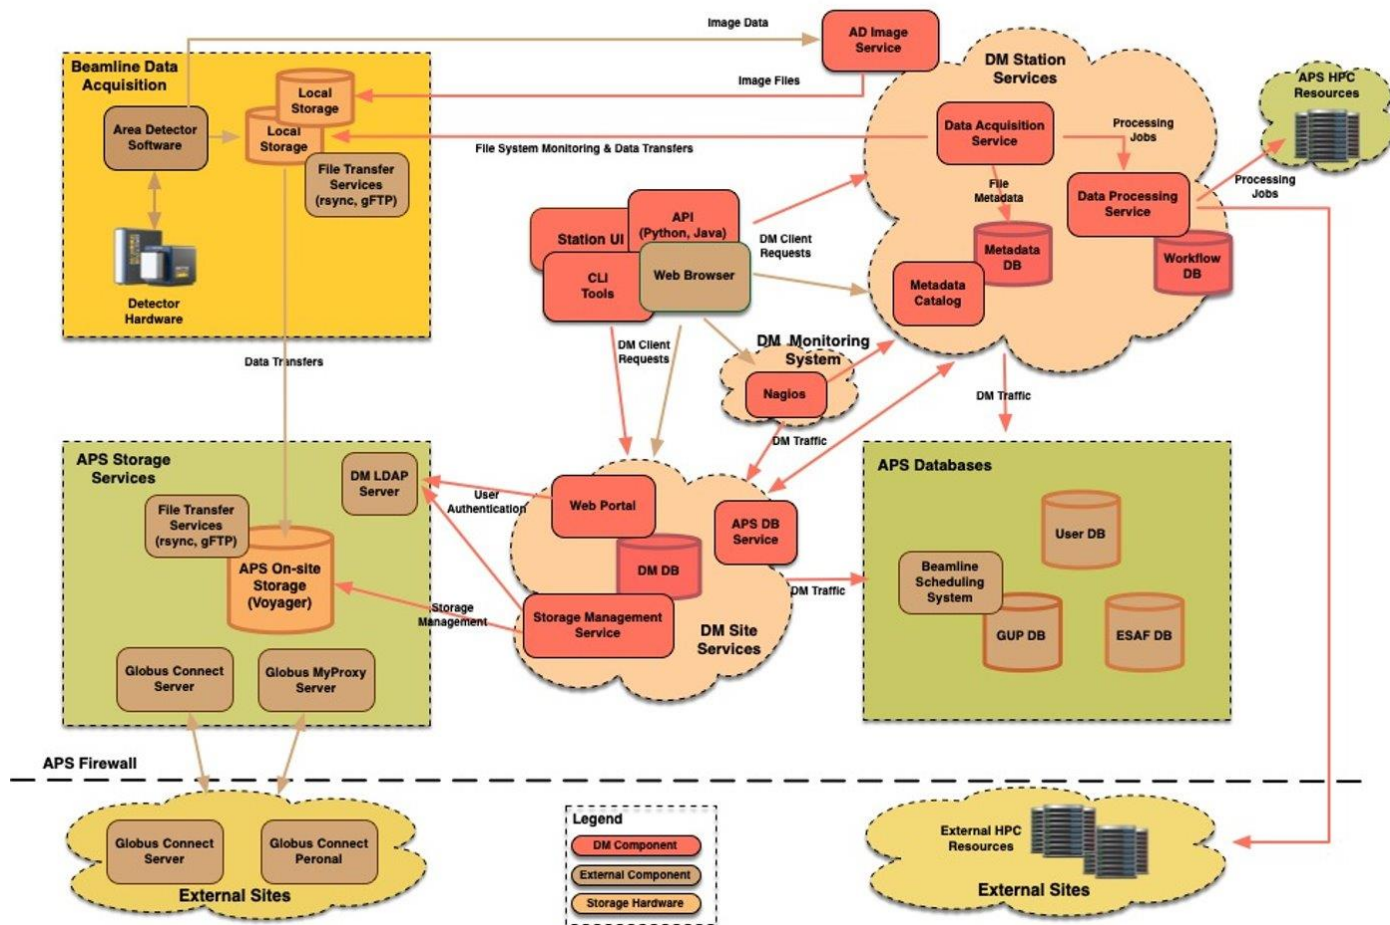 Image Data
AD Image
Service
Beamline Data
Acquisition
Local
Storage
Image Files
DM Station
Services
APS HPC
Resources
Area Detector
Software
Local
Storage
File System Monitoring & Data Transfers
Data Acquisition
Service
Processing
Jobs
File Transfer
Services
(rsync, gFTP)
File
Metadata
Data Processing
Service
Processing
Jobs
Station UI
API
(Python, Java)
DM Client
Requests
CLI
Tools
Web Browser
Metadata
DB
Workflow
DB
Metadata
Catalog
Detector
Hardware
Data Transfers
DM Client
Requests
DM Monitoring
System
Nagios
DM Traffic
DM Traffic
APS Storage
Services
DM LDAP
Server
User
Authentication
Web Portal
APS DB
Service
APS Databases
File Transfer
Services
(rsync, gFTP)
APS On-site
Storage
(Voyager)
DM DB
User DB
Beamline
Scheduling
System
DM Traffic
Storage
Management
Storage Management
Service
DM Site
Services
GUP DB
ESAF DB
Globus Connect
Server
Globus MyProxy
Server
APS Firewall
Globus Connect
Server
Globus Connect
Peronal
External Sites
Legend
DM Component
External Component
Storage Hardware
External HPC
Resources
External Sites